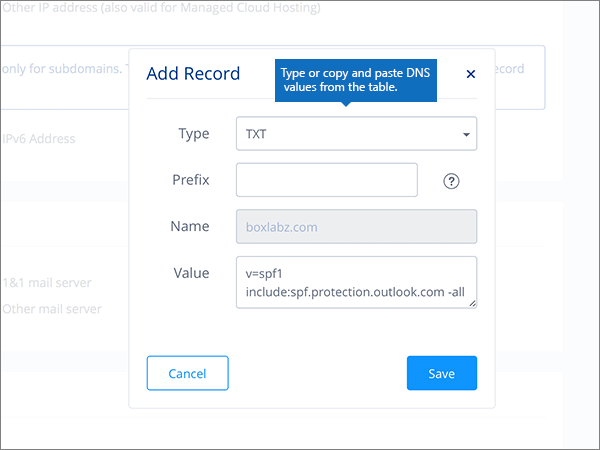 Other IP address (also valid for Managed Cloud Hosting)
Add Record
Type or copy and paste DNS
values from the table.
only for subdomains. T
ecord
Type
TXT
IPv6 Address
Prefix
?
Name
boxlabz.com
Value
v=spf1
include:spf.protection.outlook.com -all
1&1 mail server
Other mail server
Cancel
Save